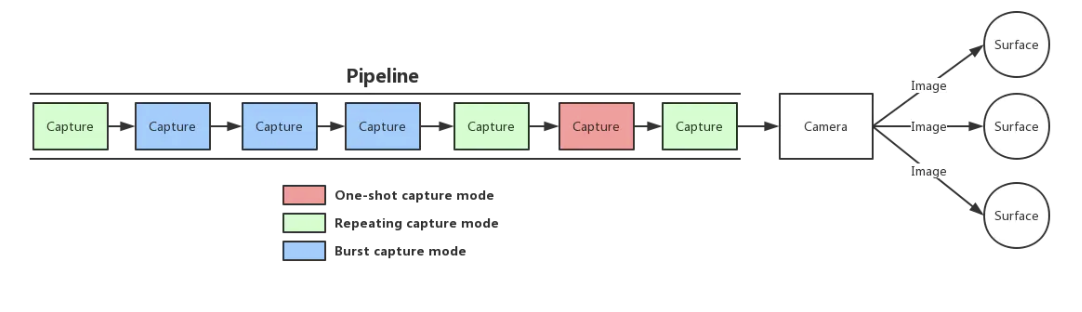 Pipeline
Capture
Capture
Capture
Capture
Capture
Capture
Capture
Camera
Image
Image
Image
Surface
Surface
Surface
One-shot capture mode
Repeating capture mode
Burst capture mode